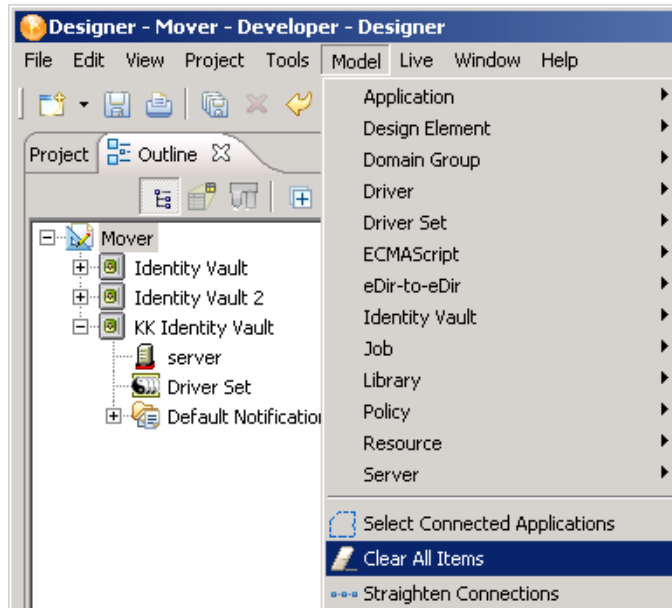 Designer - Mover - Developer - Designer
File Edit View Project Tools Model Live Window Help
Project Outline
Mover
Identity Vault
Identity Vault 2
KK Identity Vault
server
Driver Set
Default Notification
Application
Design Element
Domain Group
Driver
Driver Set
ECMAScript
eDir-to-eDir
Identity Vault
Job
Library
Policy
Resource
Server
Select Connected Applications
Clear All Items
Straighten Connections